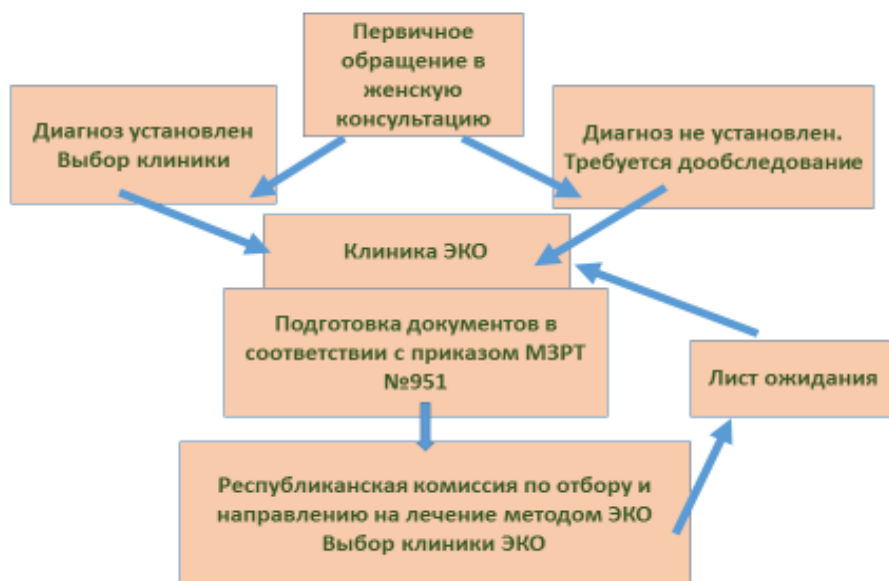 Первичное
обращение в
женскую
консультацию
Диагноз установлен
Выбор клиники
Диагноз не установлен.
Требуется дообследование
Клиника ЭКО
Подготовка документов в
соответствии с приказом МЗРТ
№951
Лист ожидания
Республиканская комиссия по отбору и
направлению на лечение методом ЭКО
Выбор клиники ЭКО